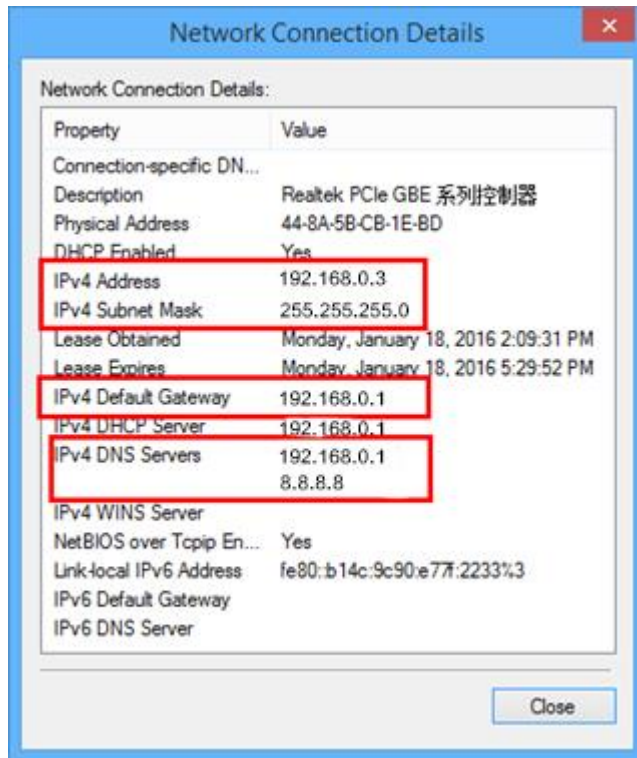 Network Connection Details
Network Connection Details:
Property Value
Connection-specific DN...
Description Realtek PCIe GBE 系列控制器
Physical Address 44-8A-5B-CB-1E-BD
DHCP Enabled Yes
IPv4 Address 192.168.0.3
IPv4 Subnet Mask 255.255.255.0
Lease Obtained Monday, January 18, 2016 2:09:31 PM
Lease Expires Monday, January 18, 2016 5:29:52 PM
IPv4 Default Gateway 192.168.0.1
IPv4 DHCP Server 192.168.0.1
IPv4 DNS Servers 192.168.0.1
8.8.8.8
IPv4 WINS Server
NetBIOS over Tcpip En... Yes
Link-local IPv6 Address fe80::b14c:9c90:e77f:2233%3
IPv6 Default Gateway
IPv6 DNS Server
Close